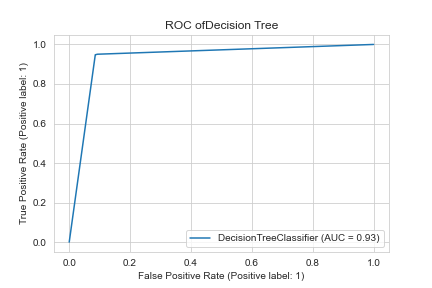 ROC ofDecision Tree
1.0
0.8
0.6
0.4
0.2
0.0
True Positive Rate (Positive label: 1)
DecisionTreeClassifier (AUC = 0.93)
0.0 0.2 0.4 0.6 0.8 1.0
False Positive Rate (Positive label: 1)